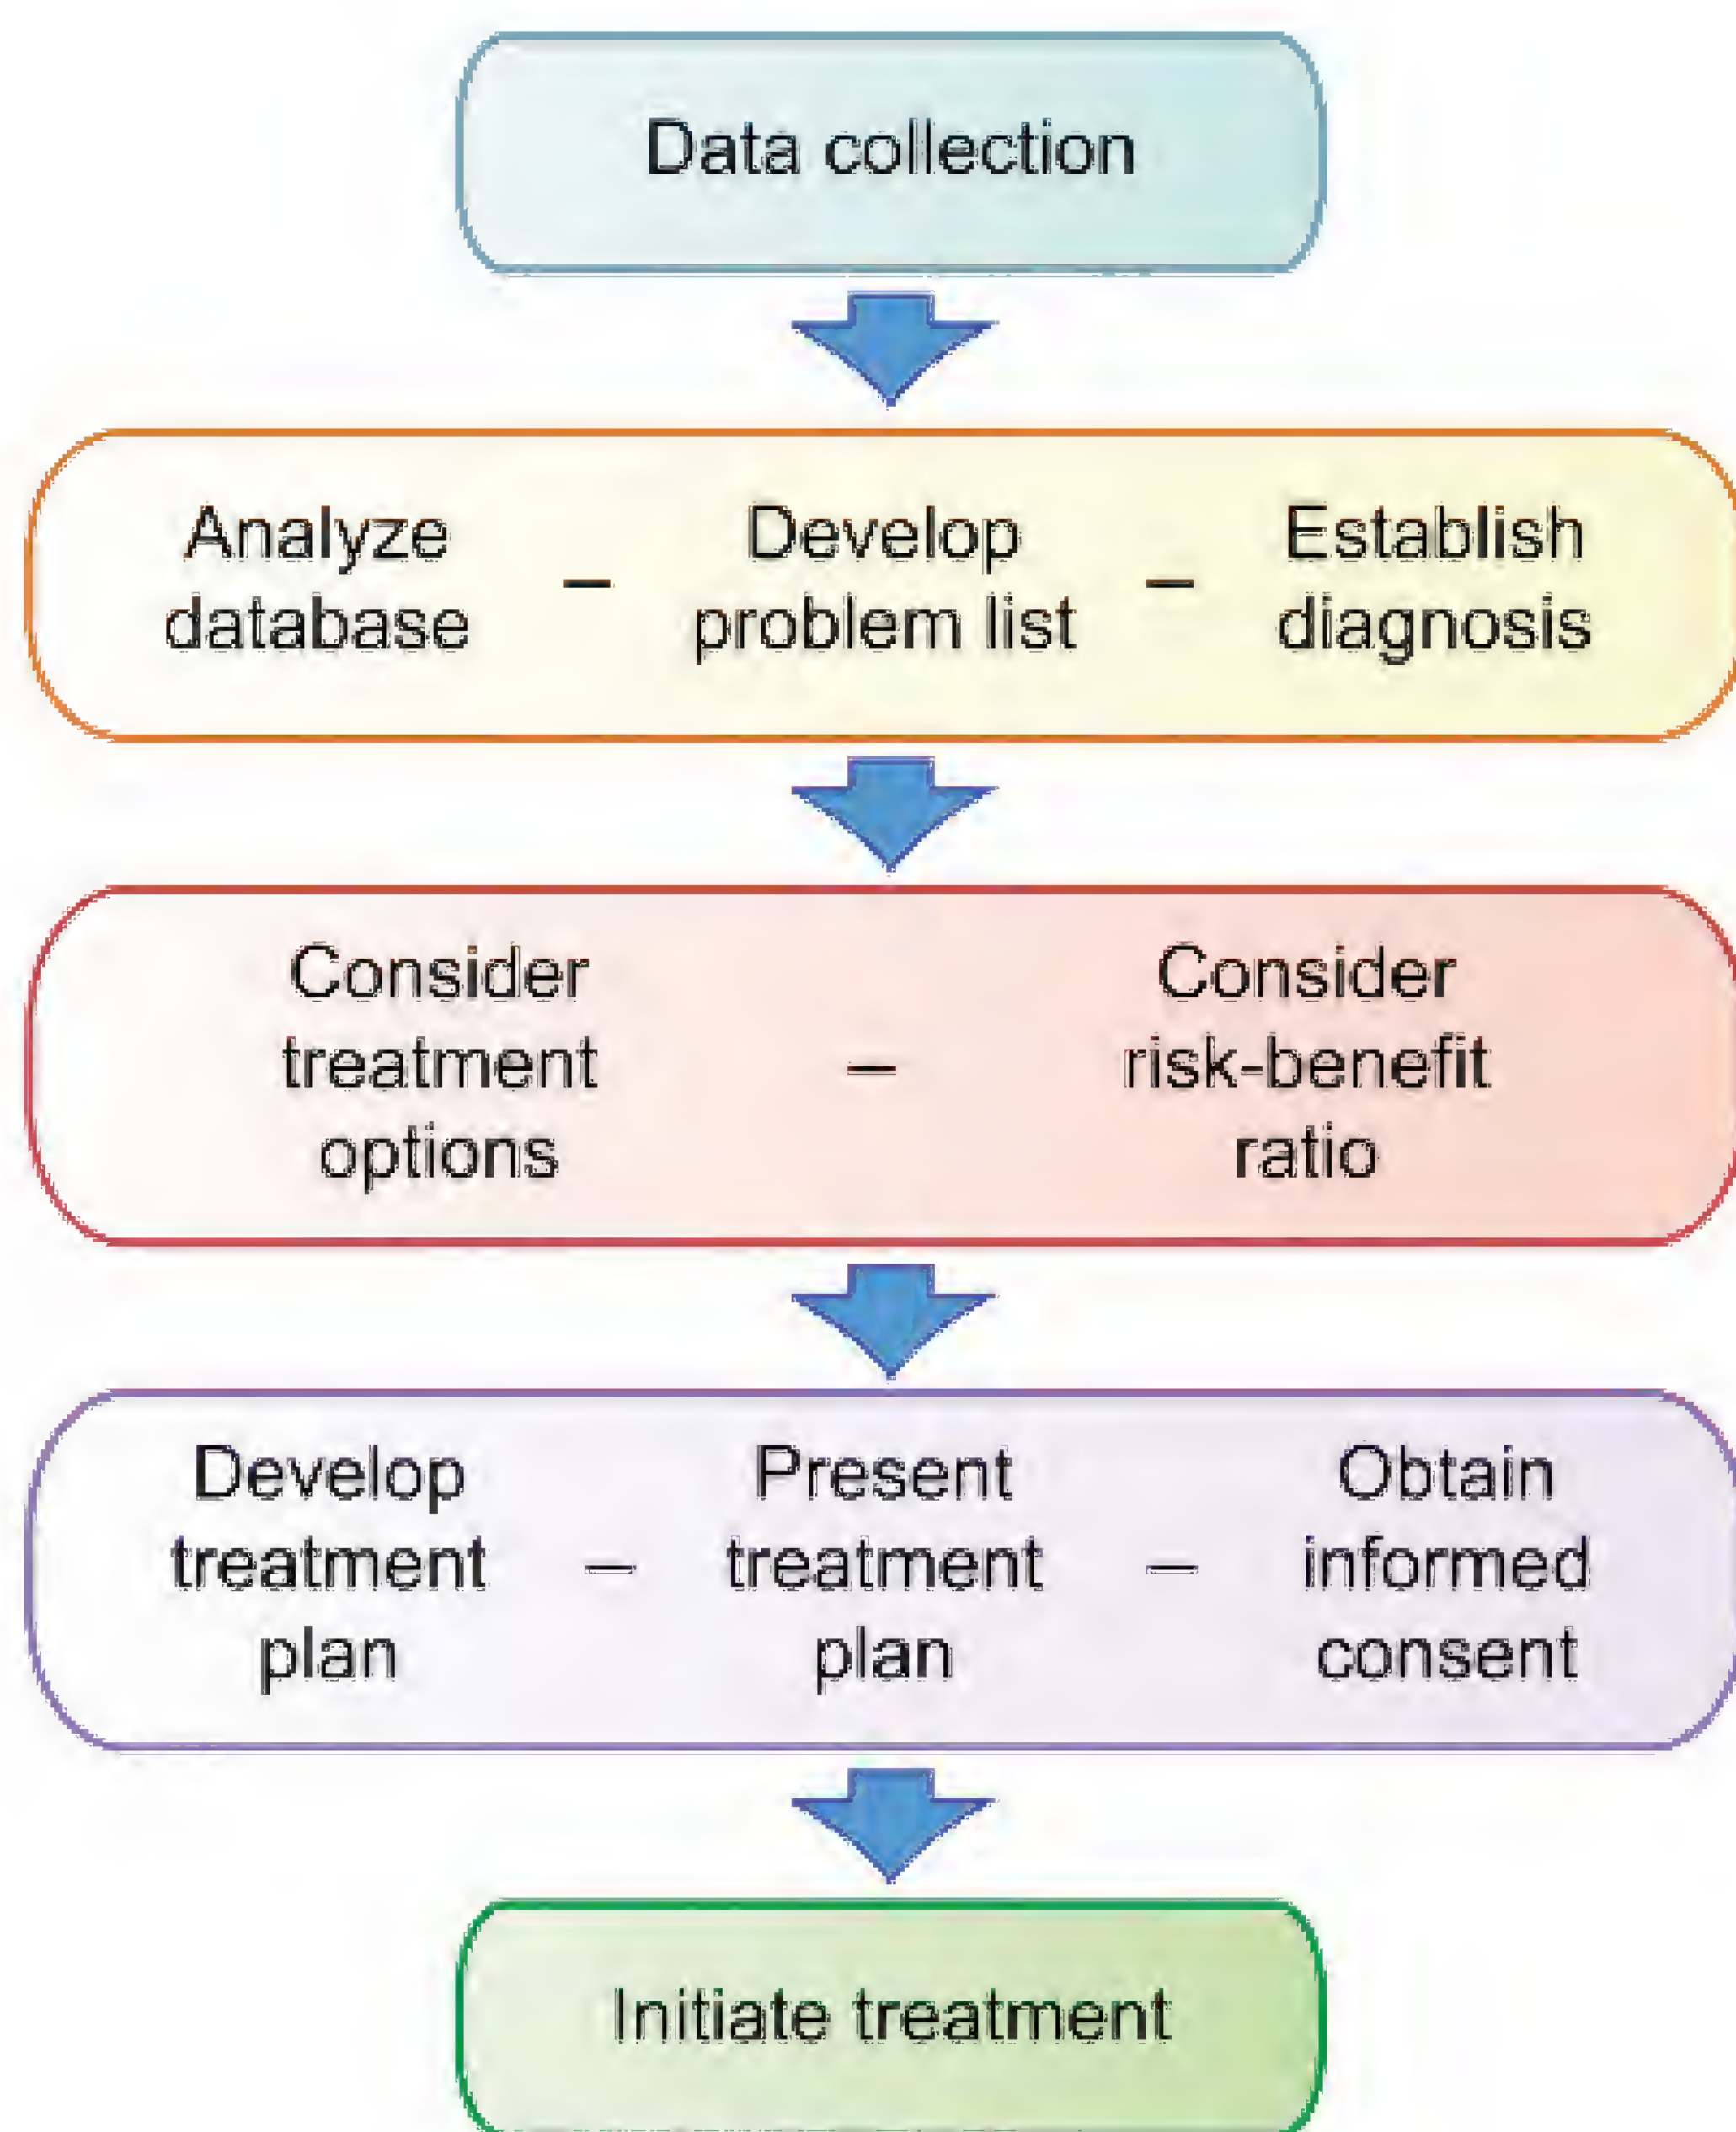 Data collection
Analyze
database
–
Develop
problem list
–
Establish
diagnosis
Consider
treatment
options
–
Consider
risk-benefit
ratio
Develop
treatment
plan
–
Present
treatment
plan
–
Obtain
informed
consent
Initiate treatment